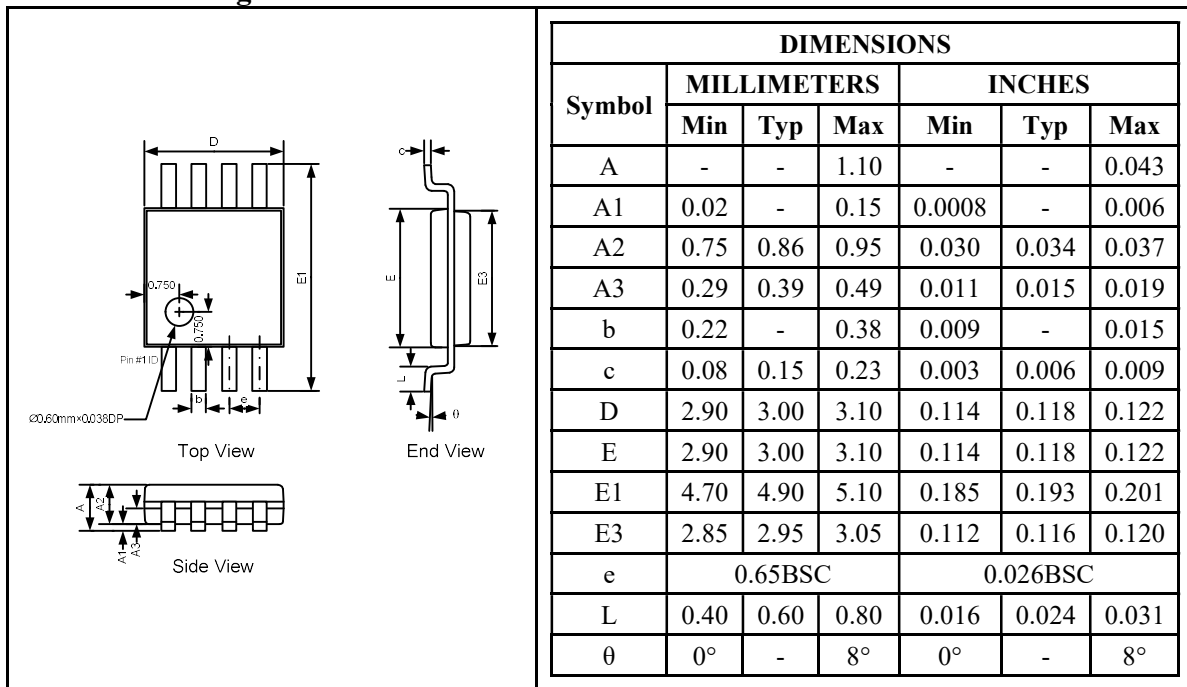 D
c
E1
E
E3
0.750
0.750
Pin #1 ID
L
b
e
θ
Ø0.60mm×0.038DP
Top View
End View
A
A2
A1
A3
Side View
DIMENSIONS
Symbol MILLIMETERS INCHES
Min Typ Max Min Typ Max
A - - 1.10 - - 0.043
A1 0.02 - 0.15 0.0008 - 0.006
A2 0.75 0.86 0.95 0.030 0.034 0.037
A3 0.29 0.39 0.49 0.011 0.015 0.019
b 0.22 - 0.38 0.009 - 0.015
c 0.08 0.15 0.23 0.003 0.006 0.009
D 2.90 3.00 3.10 0.114 0.118 0.122
E 2.90 3.00 3.10 0.114 0.118 0.122
E1 4.70 4.90 5.10 0.185 0.193 0.201
E3 2.85 2.95 3.05 0.112 0.116 0.120
e 0.65BSC 0.026BSC
L 0.40 0.60 0.80 0.016 0.024 0.031
θ 0° - 8° 0° - 8°